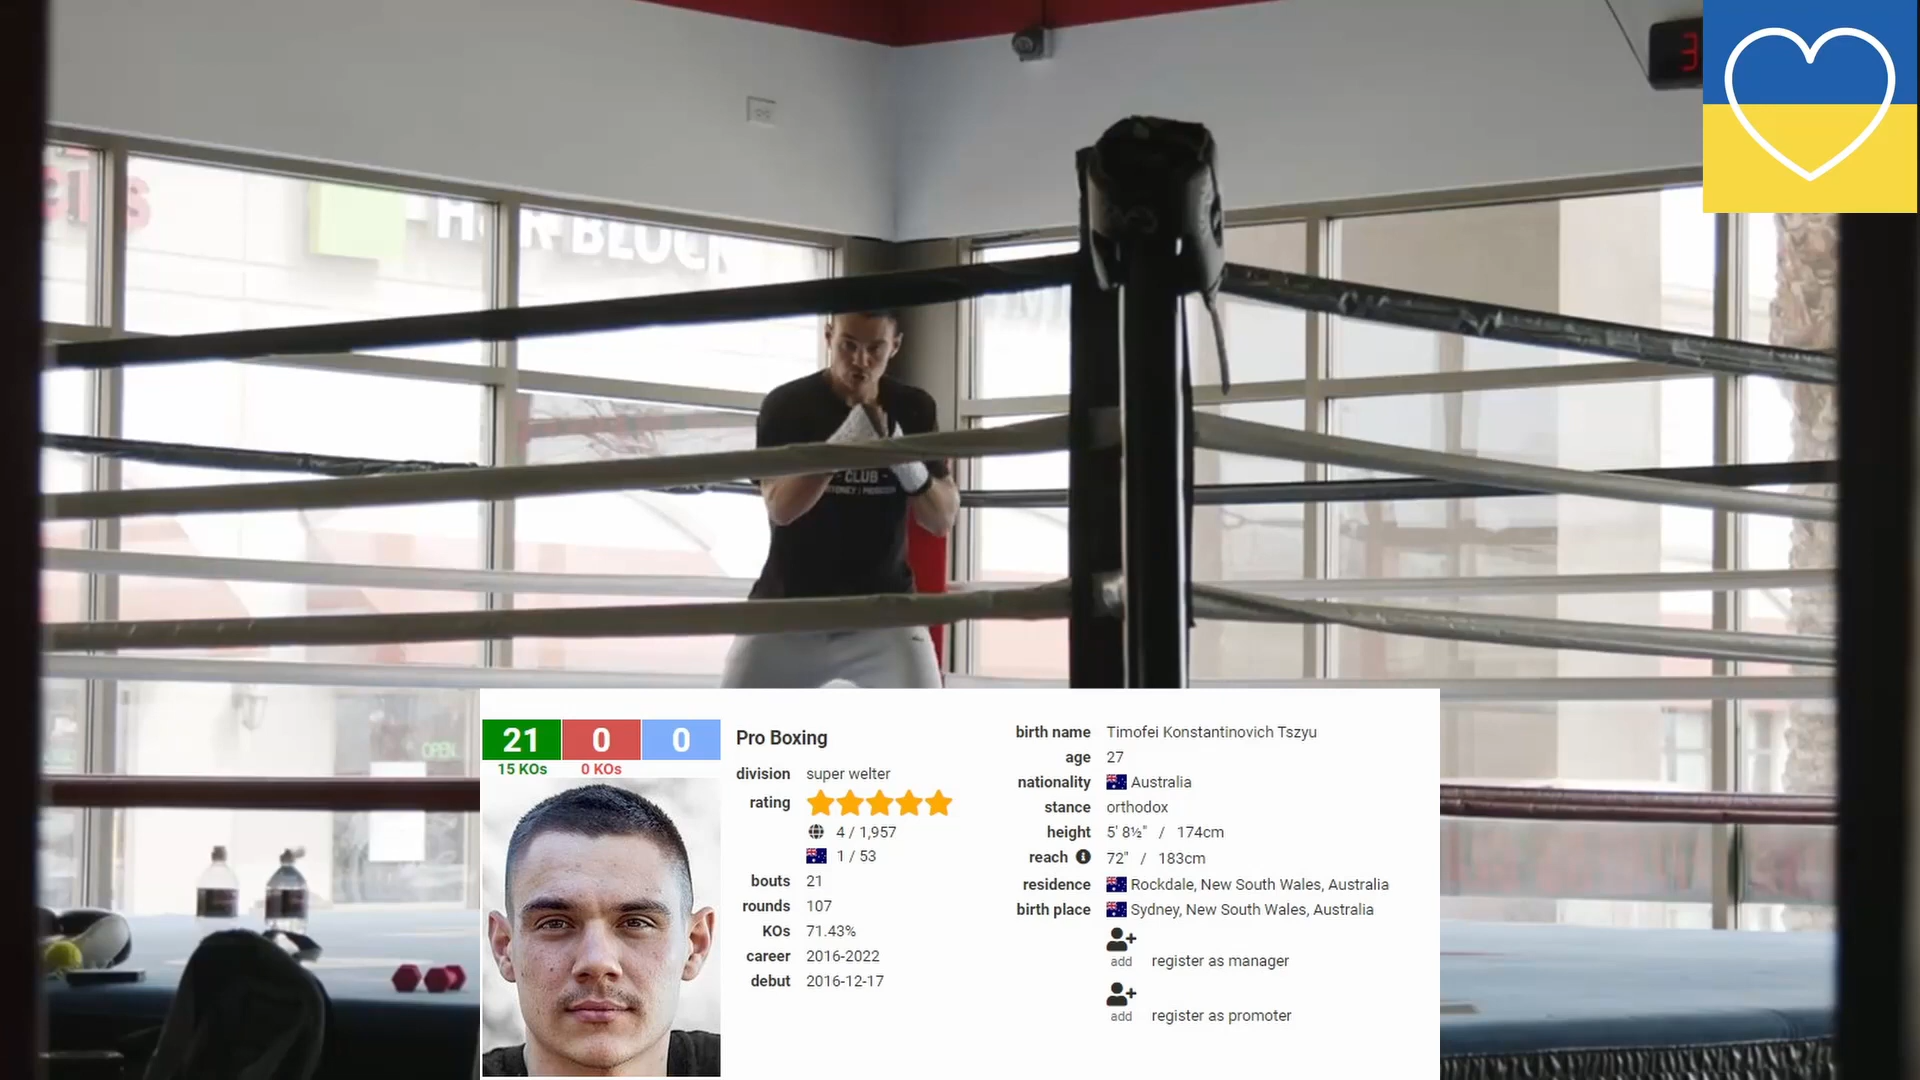 H&R BLOCK
3
- CLUB -
OPEN
21 0 0
15 KOs 0 KOs
Pro Boxing
division super welter
rating
4 / 1,957
1 / 53
bouts 21
rounds 107
KOs 71.43%
career 2016-2022
debut 2016-12-17
birth name Timofei Konstantinovich Tszyu
age 27
nationality Australia
stance orthodox
height 5' 8½" / 174cm
reach 72" / 183cm
residence Rockdale, New South Wales, Australia
birth place Sydney, New South Wales, Australia
add register as manager
add register as promoter